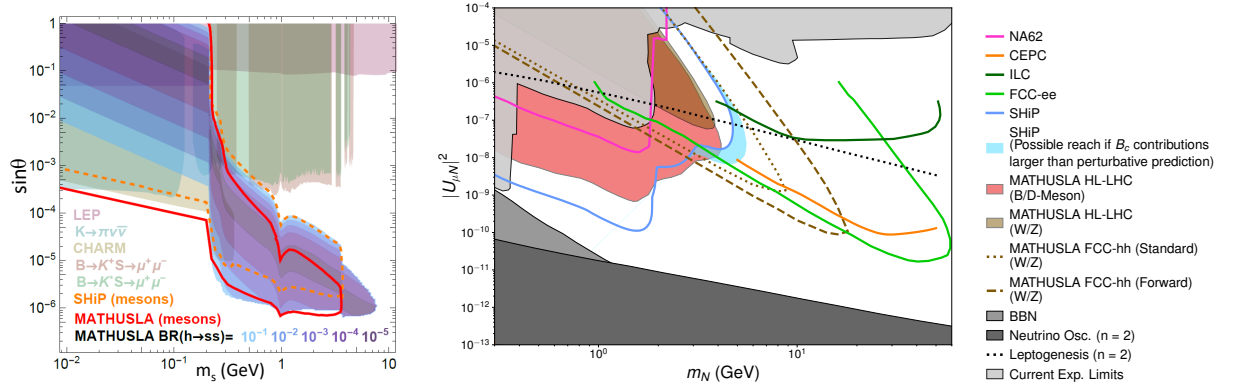 1
10⁻¹
10⁻²
10⁻³
10⁻⁴
10⁻⁵
10⁻⁶
sinθ
LEP
K→πνν̅
CHARM
B→K⁺S→μ⁺μ⁻
B→K*S→μ⁺μ⁻
SHiP (mesons)
MATHUSLA (mesons)
MATHUSLA BR(h→ss)= 10⁻¹ 10⁻² 10⁻³ 10⁻⁴ 10⁻⁵
10⁻² 10⁻¹ 1 10¹
mₛ (GeV)
10⁻⁴
10⁻⁵
10⁻⁶
10⁻⁷
10⁻⁸
10⁻⁹
10⁻¹⁰
10⁻¹¹
10⁻¹²
10⁻¹³
|U_μN|²
10⁰ 10¹
m_N (GeV)
NA62
CEPC
ILC
FCC-ee
SHiP
SHiP
(Possible reach if B_c contributions
larger than perturbative prediction)
MATHUSLA HL-LHC
(B/D-Meson)
MATHUSLA HL-LHC
(W/Z)
MATHUSLA FCC-hh (Standard)
(W/Z)
MATHUSLA FCC-hh (Forward)
(W/Z)
BBN
Neutrino Osc. (n = 2)
Leptogenesis (n = 2)
Current Exp. Limits